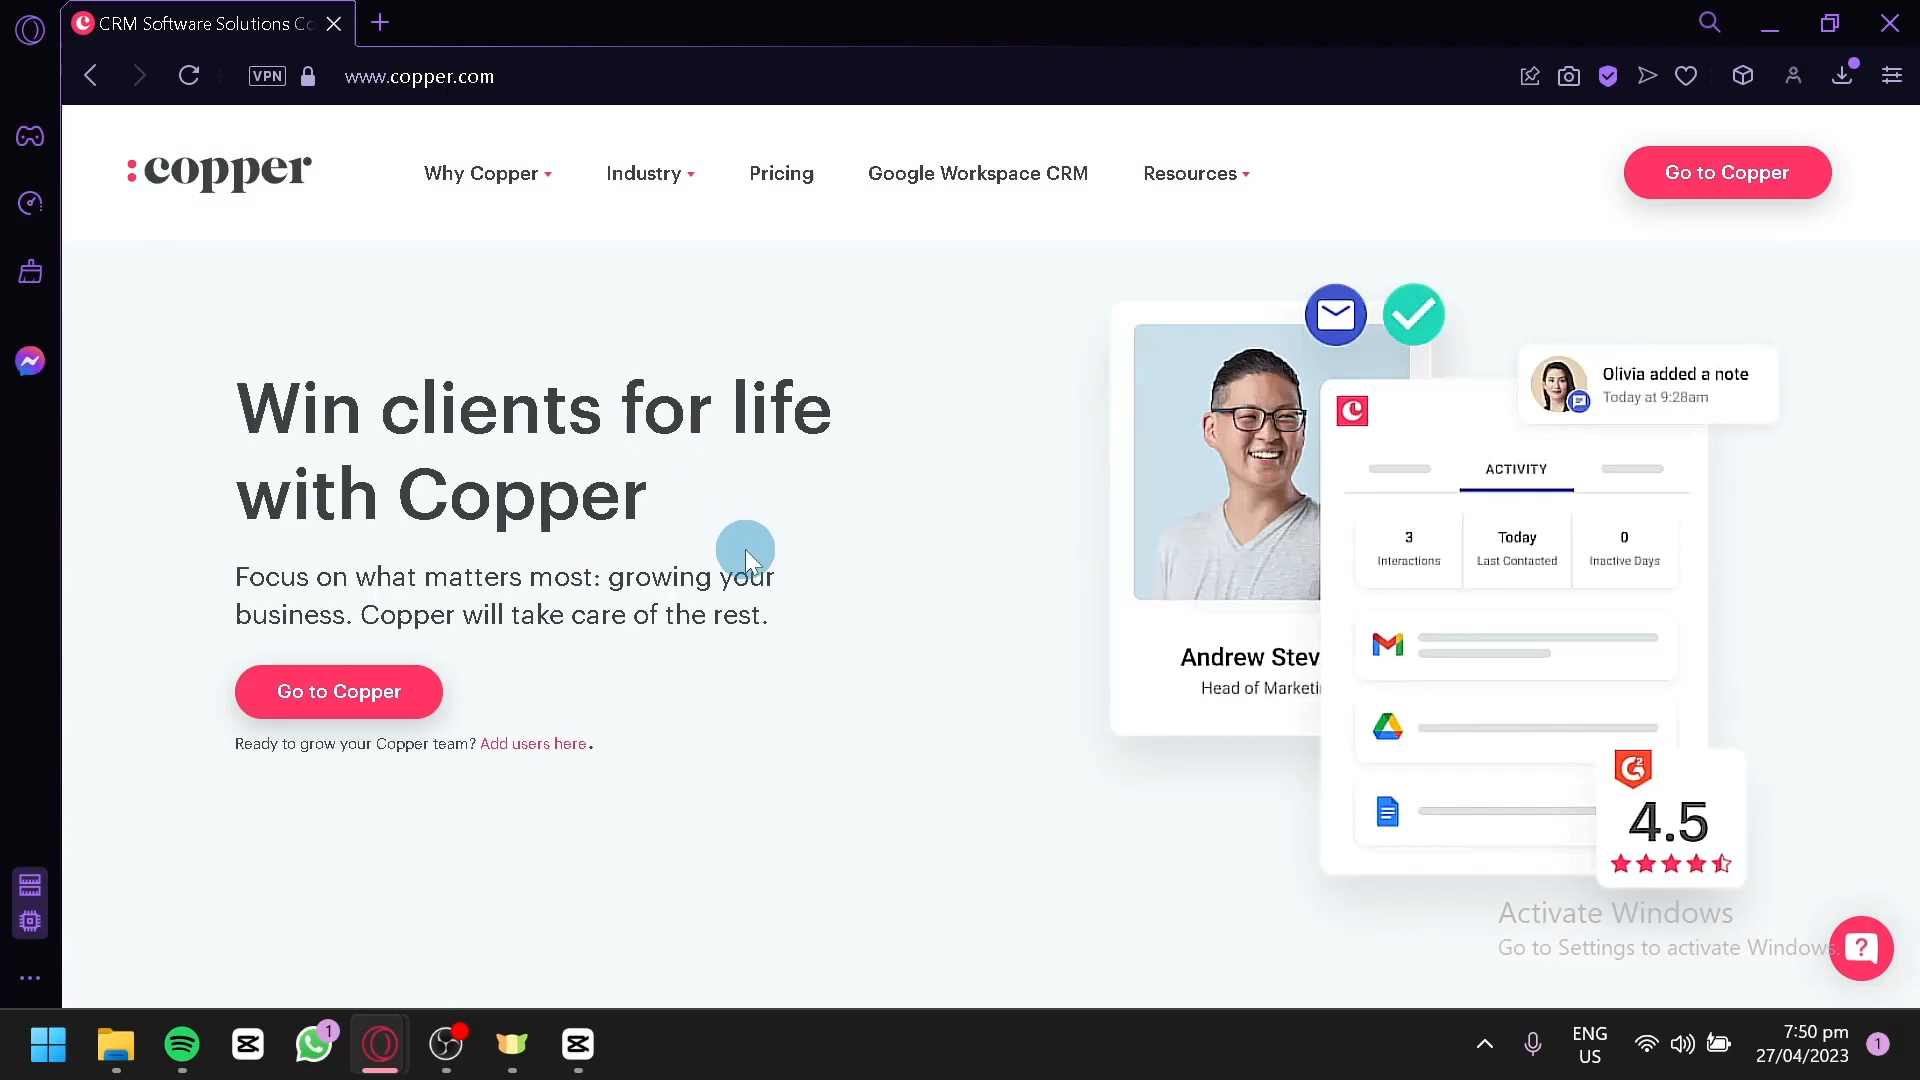 CRM Software Solutions Co
VPN
www.copper.com
:copper
Why Copper
Industry
Pricing
Google Workspace CRM
Resources
Go to Copper
Win clients for life
with Copper
Focus on what matters most: growing your
business. Copper will take care of the rest.
Go to Copper
Ready to grow your Copper team? Add users here.
Andrew Stev
Head of Marketi
Olivia added a note
Today at 9:28am
ACTIVITY
3
Interactions
Today
Last Contacted
0
Inactive Days
4.5
Activate Windows
Go to Settings to activate Windows.
1
ENG
US
7:50 pm
27/04/2023
1